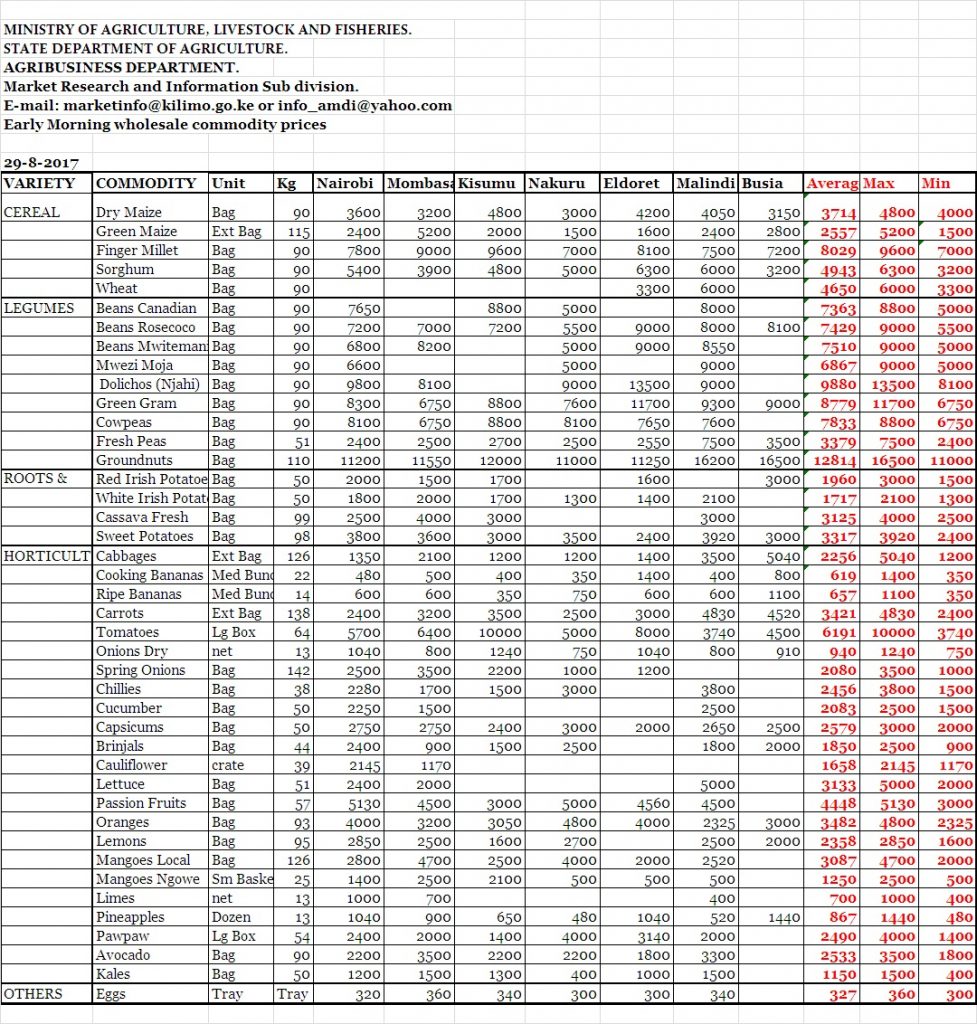 MINISTRY OF AGRICULTURE, LIVESTOCK AND FISHERIES.
STATE DEPARTMENT OF AGRICULTURE.
AGRIBUSINESS DEPARTMENT.
Market Research and Information Sub division.
E-mail: marketinfo@kilimo.go.ke or info_amdi@yahoo.com
Early Morning wholesale commodity prices
29-8-2017
VARIETY COMMODITY Unit Kg Nairobi Mombasa Kisumu Nakuru Eldoret Malindi Busia Averag Max Min
CEREAL Dry Maize Bag 90 3600 3200 4800 3000 4200 4050 3150 3714 4800 4000
Green Maize Ext Bag 115 2400 5200 2000 1500 1600 2400 2800 2557 5200 1500
Finger Millet Bag 90 7800 9000 9600 7000 8100 7500 7200 8029 9600 7000
Sorghum Bag 90 5400 3900 4800 5000 6300 6000 3200 4943 6300 3200
Wheat Bag 90 3300 6000 4650 6000 3300
LEGUMES Beans Canadian Bag 90 7650 8800 5000 8000 7363 8800 5000
Beans Rosecoco Bag 90 7200 7000 7200 5500 9000 8000 8100 7429 9000 5500
Beans Mwiteman Bag 90 6800 8200 5000 9000 8550 7510 9000 5000
Mwezi Moja Bag 90 6600 5000 9000 6867 9000 5000
Dolichos (Njahi) Bag 90 9800 8100 9000 13500 9000 9880 13500 8100
Green Gram Bag 90 8300 6750 8800 7600 11700 9300 9000 8779 11700 6750
Cowpeas Bag 90 8100 6750 8800 8100 7650 7600 7833 8800 6750
Fresh Peas Bag 51 2400 2500 2700 2500 2550 7500 3500 3379 7500 2400
Groundnuts Bag 110 11200 11550 12000 11000 11250 16200 16500 12814 16500 11000
ROOTS & Red Irish Potatoe Bag 50 2000 1500 1700 1600 3000 1960 3000 1500
White Irish Potat Bag 50 1800 2000 1700 1300 1400 2100 1717 2100 1300
Cassava Fresh Bag 99 2500 4000 3000 3000 3125 4000 2500
Sweet Potatoes Bag 98 3800 3600 3000 3500 2400 3920 3000 3317 3920 2400
HORTICULT Cabbages Ext Bag 126 1350 2100 1200 1200 1400 3500 5040 2256 5040 1200
Cooking Bananas Med Bunc 22 480 500 400 350 1400 400 800 619 1400 350
Ripe Bananas Med Bunc 14 600 600 350 750 600 600 1100 657 1100 350
Carrots Ext Bag 138 2400 3200 3500 2500 3000 4830 4520 3421 4830 2400
Tomatoes Lg Box 64 5700 6400 10000 5000 8000 3740 4500 6191 10000 3740
Onions Dry net 13 1040 800 1240 750 1040 800 910 940 1240 750
Spring Onions Bag 142 2500 3500 2200 1000 1200 2080 3500 1000
Chillies Bag 38 2280 1700 1500 3000 3800 2456 3800 1500
Cucumber Bag 50 2250 1500 2500 2083 2500 1500
Capsicums Bag 50 2750 2750 2400 3000 2000 2650 2500 2579 3000 2000
Brinjals Bag 44 2400 900 1500 2500 1800 2000 1850 2500 900
Cauliflower crate 39 2145 1170 1658 2145 1170
Lettuce Bag 51 2400 2000 5000 3133 5000 2000
Passion Fruits Bag 57 5130 4500 3000 5000 4560 4500 4448 5130 3000
Oranges Bag 93 4000 3200 3050 4800 4000 2325 3000 3482 4800 2325
Lemons Bag 95 2850 2500 1600 2700 2500 2000 2358 2850 1600
Mangoes Local Bag 126 2800 4700 2500 4000 2000 2520 3087 4700 2000
Mangoes Ngowe Sm Baske 25 1400 2500 2100 500 500 500 1250 2500 500
Limes net 13 1000 700 400 700 1000 400
Pineapples Dozen 13 1040 900 650 480 1040 520 1440 867 1440 480
Pawpaw Lg Box 54 2400 2000 1400 4000 3140 2000 2490 4000 1400
Avocado Bag 90 2200 3500 2200 2200 1800 3300 2533 3500 1800
Kales Bag 50 1200 1500 1300 400 1000 1500 1150 1500 400
OTHERS Eggs Tray Tray 320 360 340 300 300 340 327 360 300